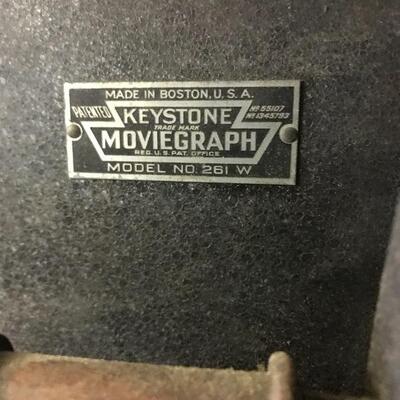 MADE IN BOSTON, U.S.A.
PATENTED KEYSTONE Nº 55107
TRADE MARK Nº 1345793
MOVIEGRAPH
REG. U.S. PAT. OFFICE
MODEL NO. 261 W